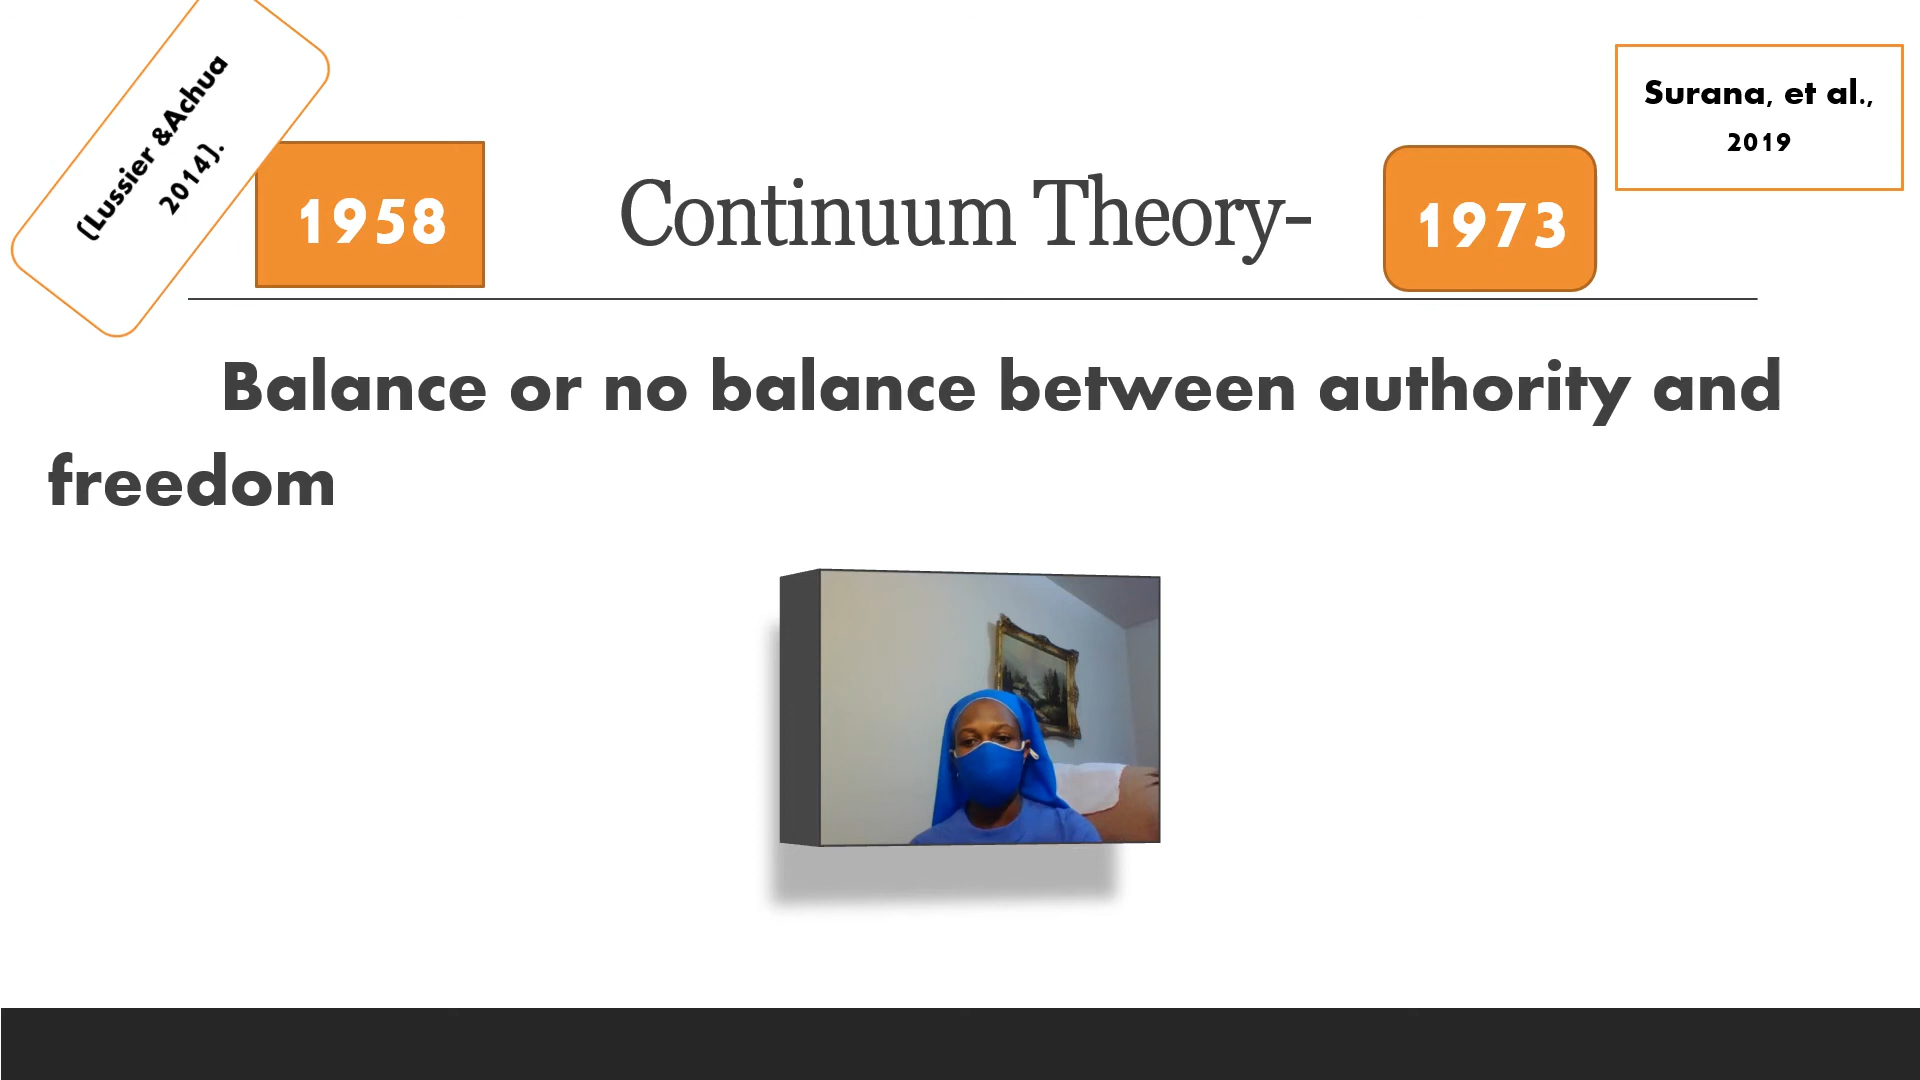 (Lussier &Achua
2014).
1958
Continuum Theory-
1973
Surana, et al.,
2019
Balance or no balance between authority and
freedom